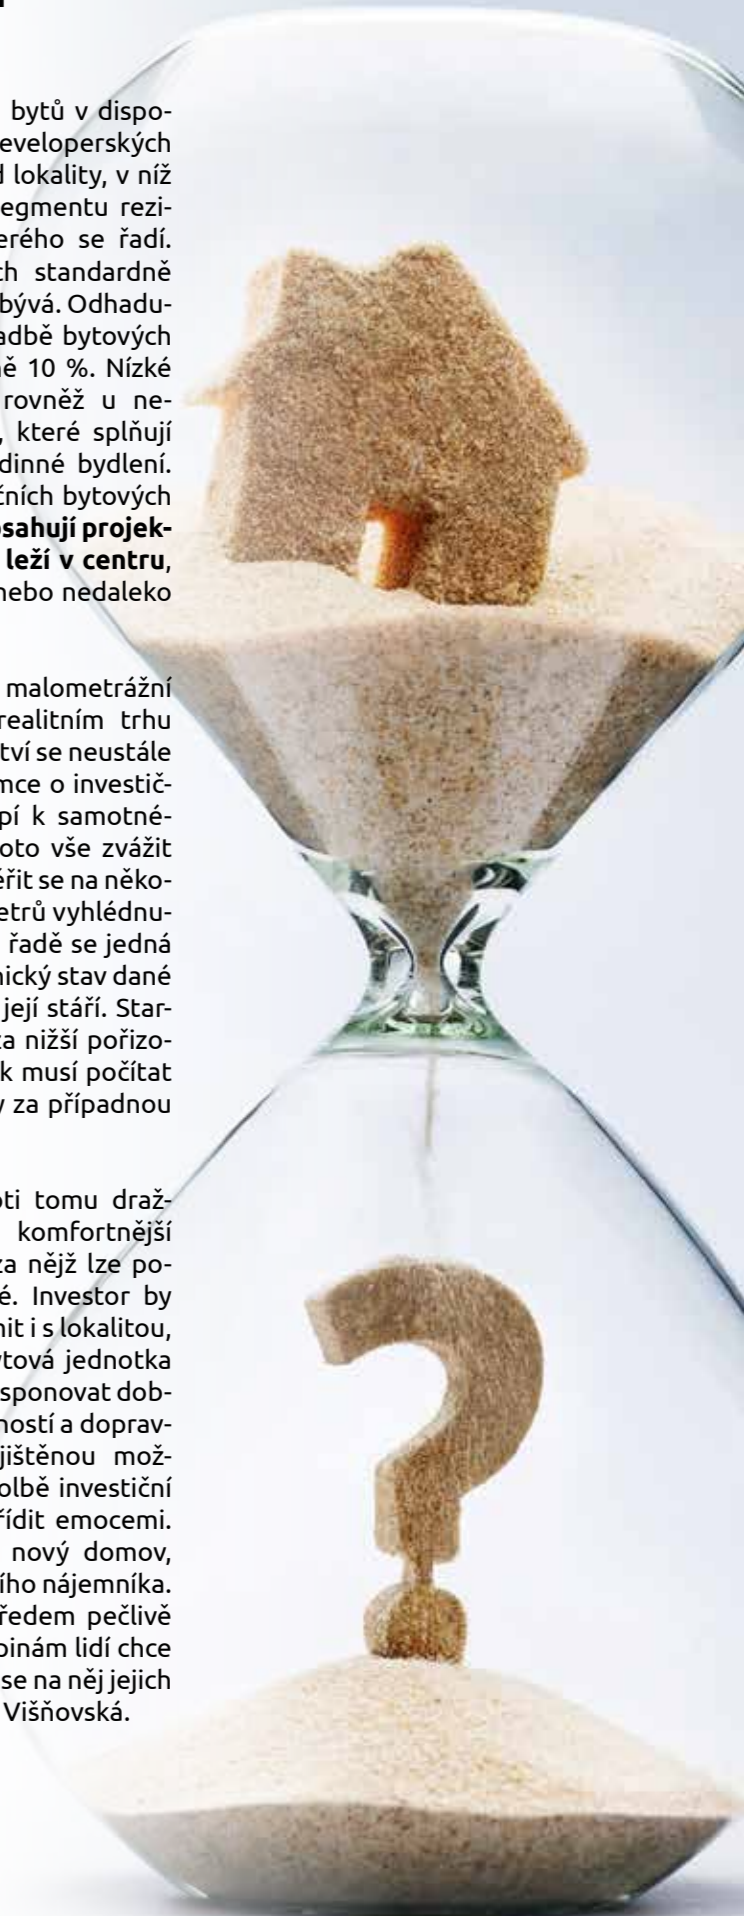 bytů v dispo-
eveloperských
lokality, v níž
egmentu rezi-
erého se řadí.
ch standardně
bývá. Odhadu-
adbě bytových
ě 10 %. Nízké
rovněž u ne-
, které splňují
dinné bydlení.
čních bytových
sahují projek-
leží v centru,
nebo nedaleko
malometrážní
realitním trhu
tví se neustále
mce o investič-
pí k samotné-
oto vše zvážit
ěřit se na něko-
etrů vyhlédnu-
řadě se jedná
nický stav dané
její stáří. Star-
za nižší pořizo-
k musí počítat
y za případnou
oti tomu draž-
komfortnější
za nějž lze po-
é. Investor by
nit i s lokalitou,
ytová jednotka
sponovat dob-
ností a doprav-
jištěnou mož-
olbě investiční
řídit emocemi.
nový domov,
ího nájemníka.
ředem pečlivě
pinám lidí chce
se na něj jejich
Višňovská.